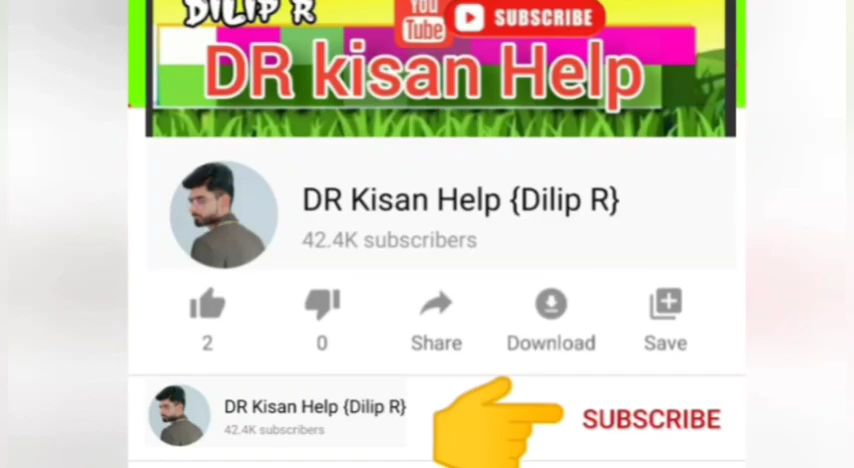 DILIP R
You
Tube
SUBSCRIBE
DR kisan Help
DR Kisan Help {Dilip R}
42.4K subscribers
2
0
Share
Download
Save
DR Kisan Help {Dilip R}
42.4K subscribers
SUBSCRIBE